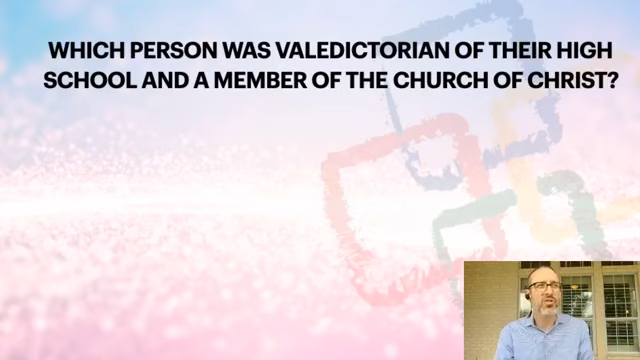 WHICH PERSON WAS VALEDICTORIAN OF THEIR HIGH
SCHOOL AND A MEMBER OF THE CHURCH OF CHRIST?